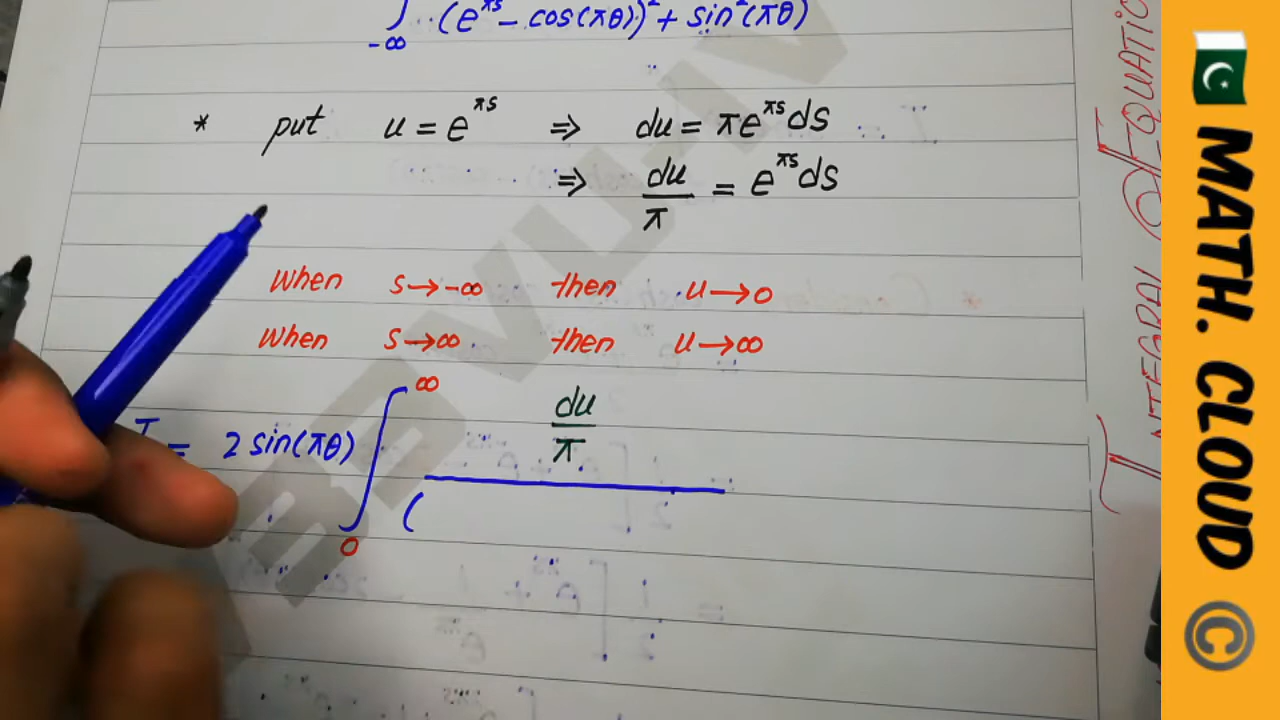 ∫ (e^πs - cos(πθ))² + sin²(πθ)
-∞
* put u = e^πs ⇒ du = πe^πs ds
⇒ du/π = e^πs ds
when s→-∞ then u→0
when s→∞ then u→∞
I = 2 sin(πθ) ∫₀^∞ du/π
(
INTEGRAL EQUATIO
MATH. CLOUD ©